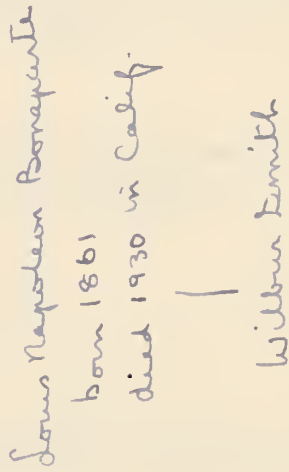 Louis Napoleon Bonaparte
born 1861
died 1930 in Calif.
Wilbur Smith